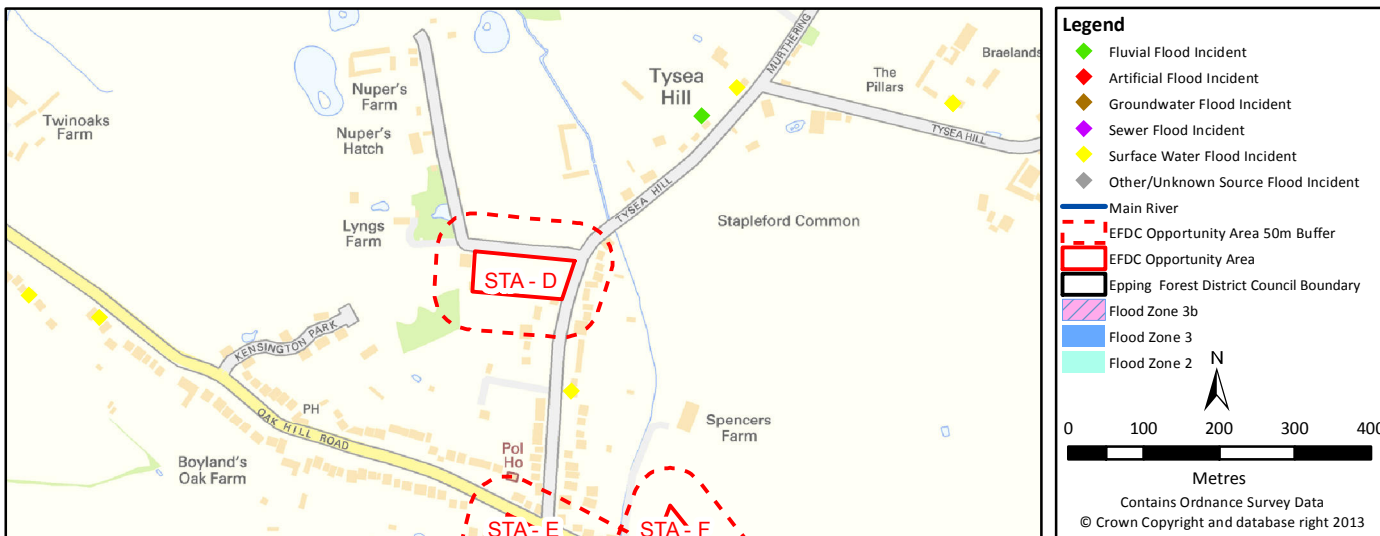 MURTHERING
Braelands
Tysea
Hill
The
Pillars
Nuper's
Farm
Twinoaks
Farm
Nuper's
Hatch
TYSEA HILL
TYSEA HILL
Lyngs
Farm
Stapleford Common
STA - D
KENSINGTON PARK
PH
OAK HILL ROAD
Spencers
Farm
Pol
Ho
Boyland's
Oak Farm
STA - E
STA - F
Legend
Fluvial Flood Incident
Artificial Flood Incident
Groundwater Flood Incident
Sewer Flood Incident
Surface Water Flood Incident
Other/Unknown Source Flood Incident
Main River
EFDC Opportunity Area 50m Buffer
EFDC Opportunity Area
Epping Forest District Council Boundary
Flood Zone 3b
Flood Zone 3
Flood Zone 2
N
0 100 200 300 400
Metres
Contains Ordnance Survey Data
© Crown Copyright and database right 2013